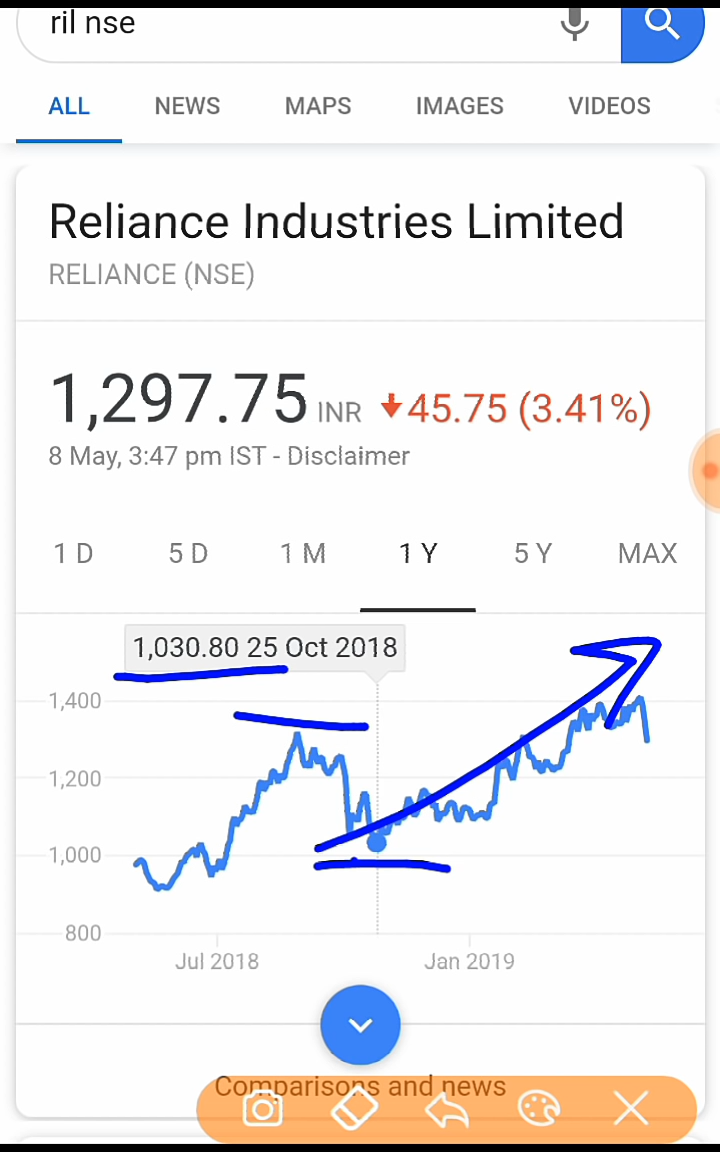 ril nse
ALL NEWS MAPS IMAGES VIDEOS
Reliance Industries Limited
RELIANCE (NSE)
1,297.75 INR 45.75 (3.41%)
8 May, 3:47 pm IST - Disclaimer
1 D 5 D 1 M 1 Y 5 Y MAX
1,030.80 25 Oct 2018
1,400
1,200
1,000
800
Jul 2018 Jan 2019
Comparisons and news